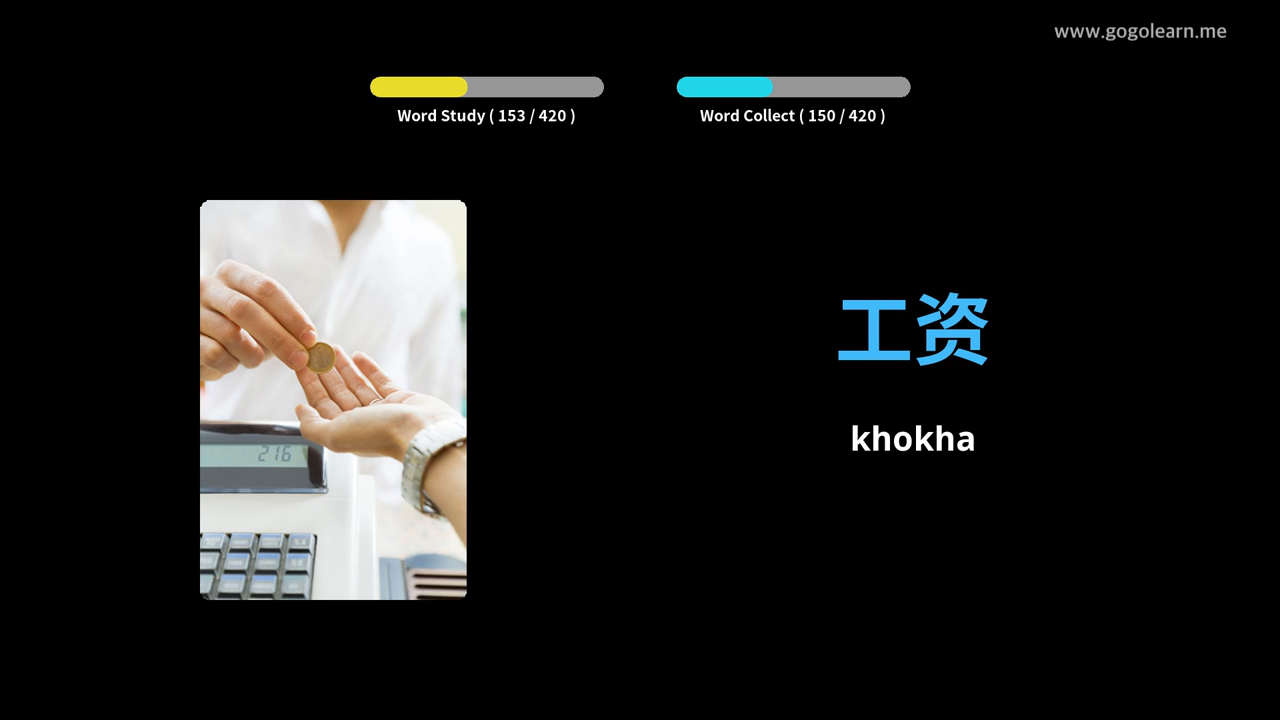 www.gogolearn.me
Word Study ( 153 / 420 )
Word Collect ( 150 / 420 )
216
工资
khokha